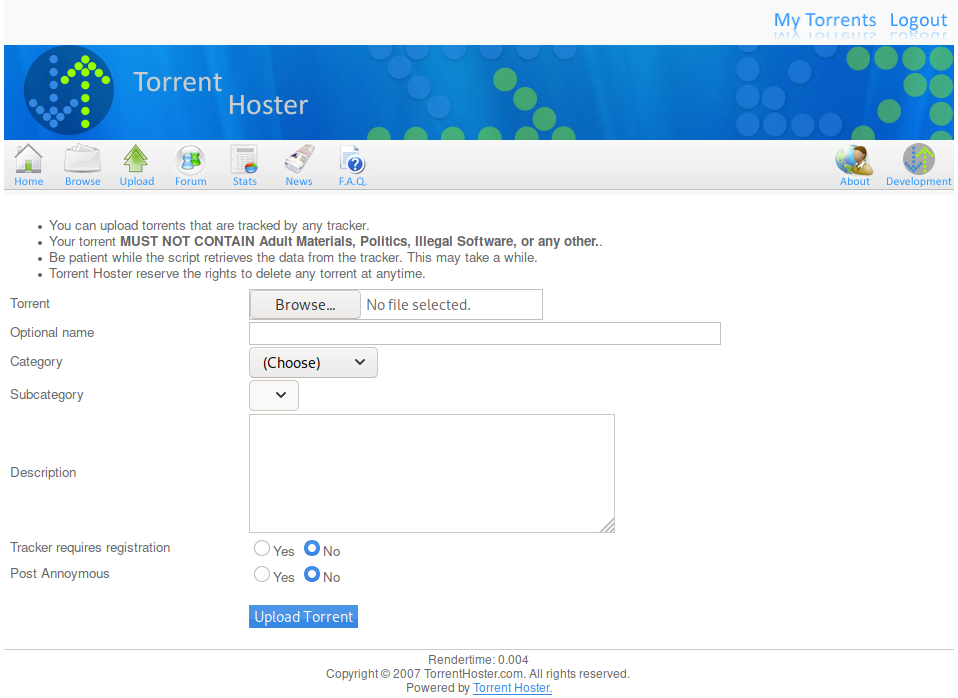 My Torrents Logout
Torrent
Hoster
Home Browse Upload Forum Stats News F.A.Q. About Development
You can upload torrents that are tracked by any tracker.
Your torrent MUST NOT CONTAIN Adult Materials, Politics, Illegal Software, or any other..
Be patient while the script retrieves the data from the tracker. This may take a while.
Torrent Hoster reserve the rights to delete any torrent at anytime.
Torrent Browse... No file selected.
Optional name
Category (Choose)
Subcategory
Description
Tracker requires registration Yes No
Post Annoymous Yes No
Upload Torrent
Rendertime: 0.004
Copyright © 2007 TorrentHoster.com. All rights reserved.
Powered by Torrent Hoster.